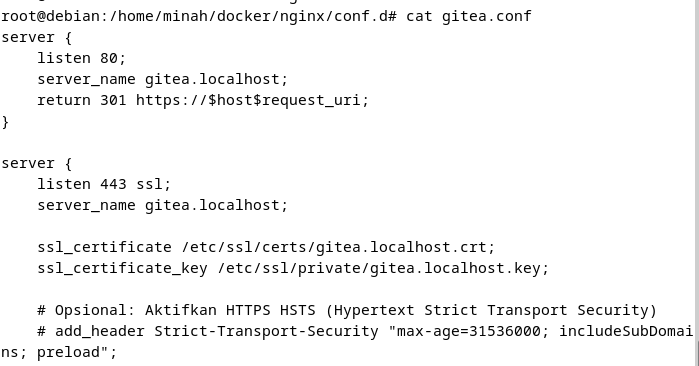 root@debian:/home/minah/docker/nginx/conf.d# cat gitea.conf
server {
    listen 80;
    server_name gitea.localhost;
    return 301 https://$host$request_uri;
}

server {
    listen 443 ssl;
    server_name gitea.localhost;

    ssl_certificate /etc/ssl/certs/gitea.localhost.crt;
    ssl_certificate_key /etc/ssl/private/gitea.localhost.key;

    # Opsional: Aktifkan HTTPS HSTS (Hypertext Strict Transport Security)
    # add_header Strict-Transport-Security "max-age=31536000; includeSubDomai
ns; preload";